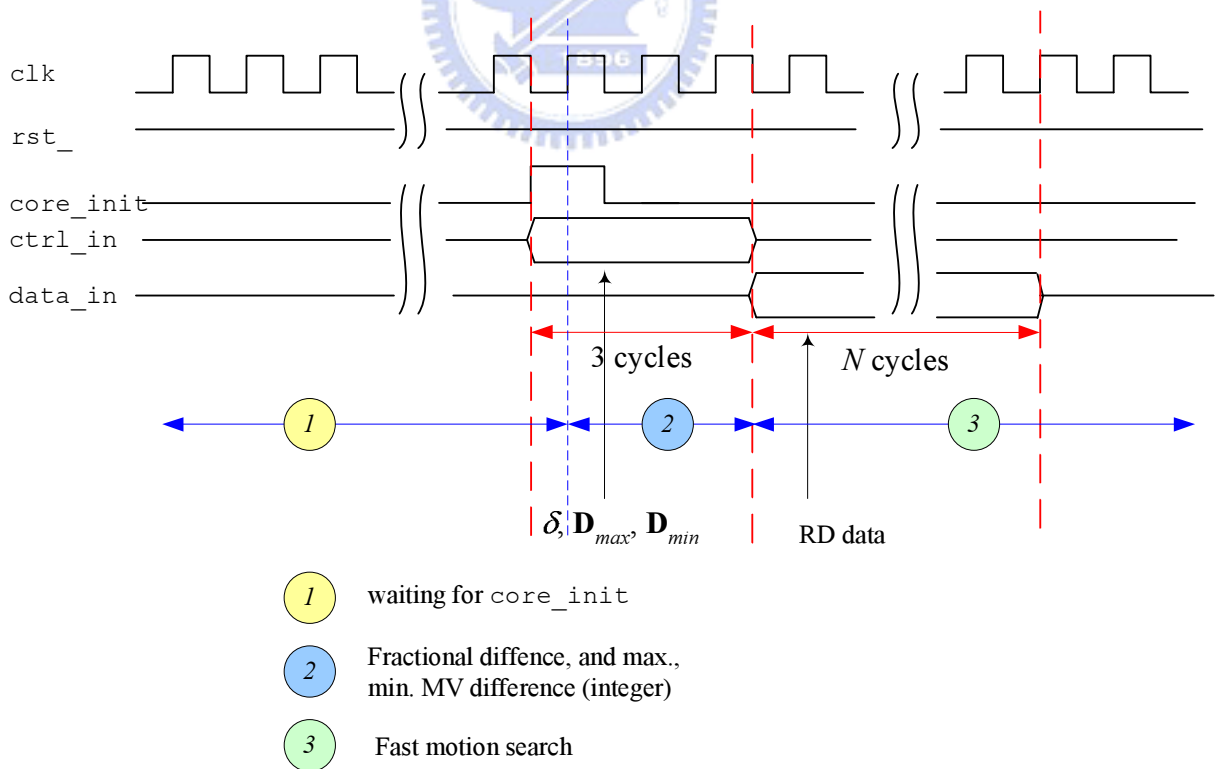 1896
clk
rst_
core_init
ctrl_in
data_in
3 cycles
N cycles
1
2
3
δ, Dmax, Dmin
RD data
1 waiting for core_init
2 Fractional diffence, and max.,
min. MV difference (integer)
3 Fast motion search